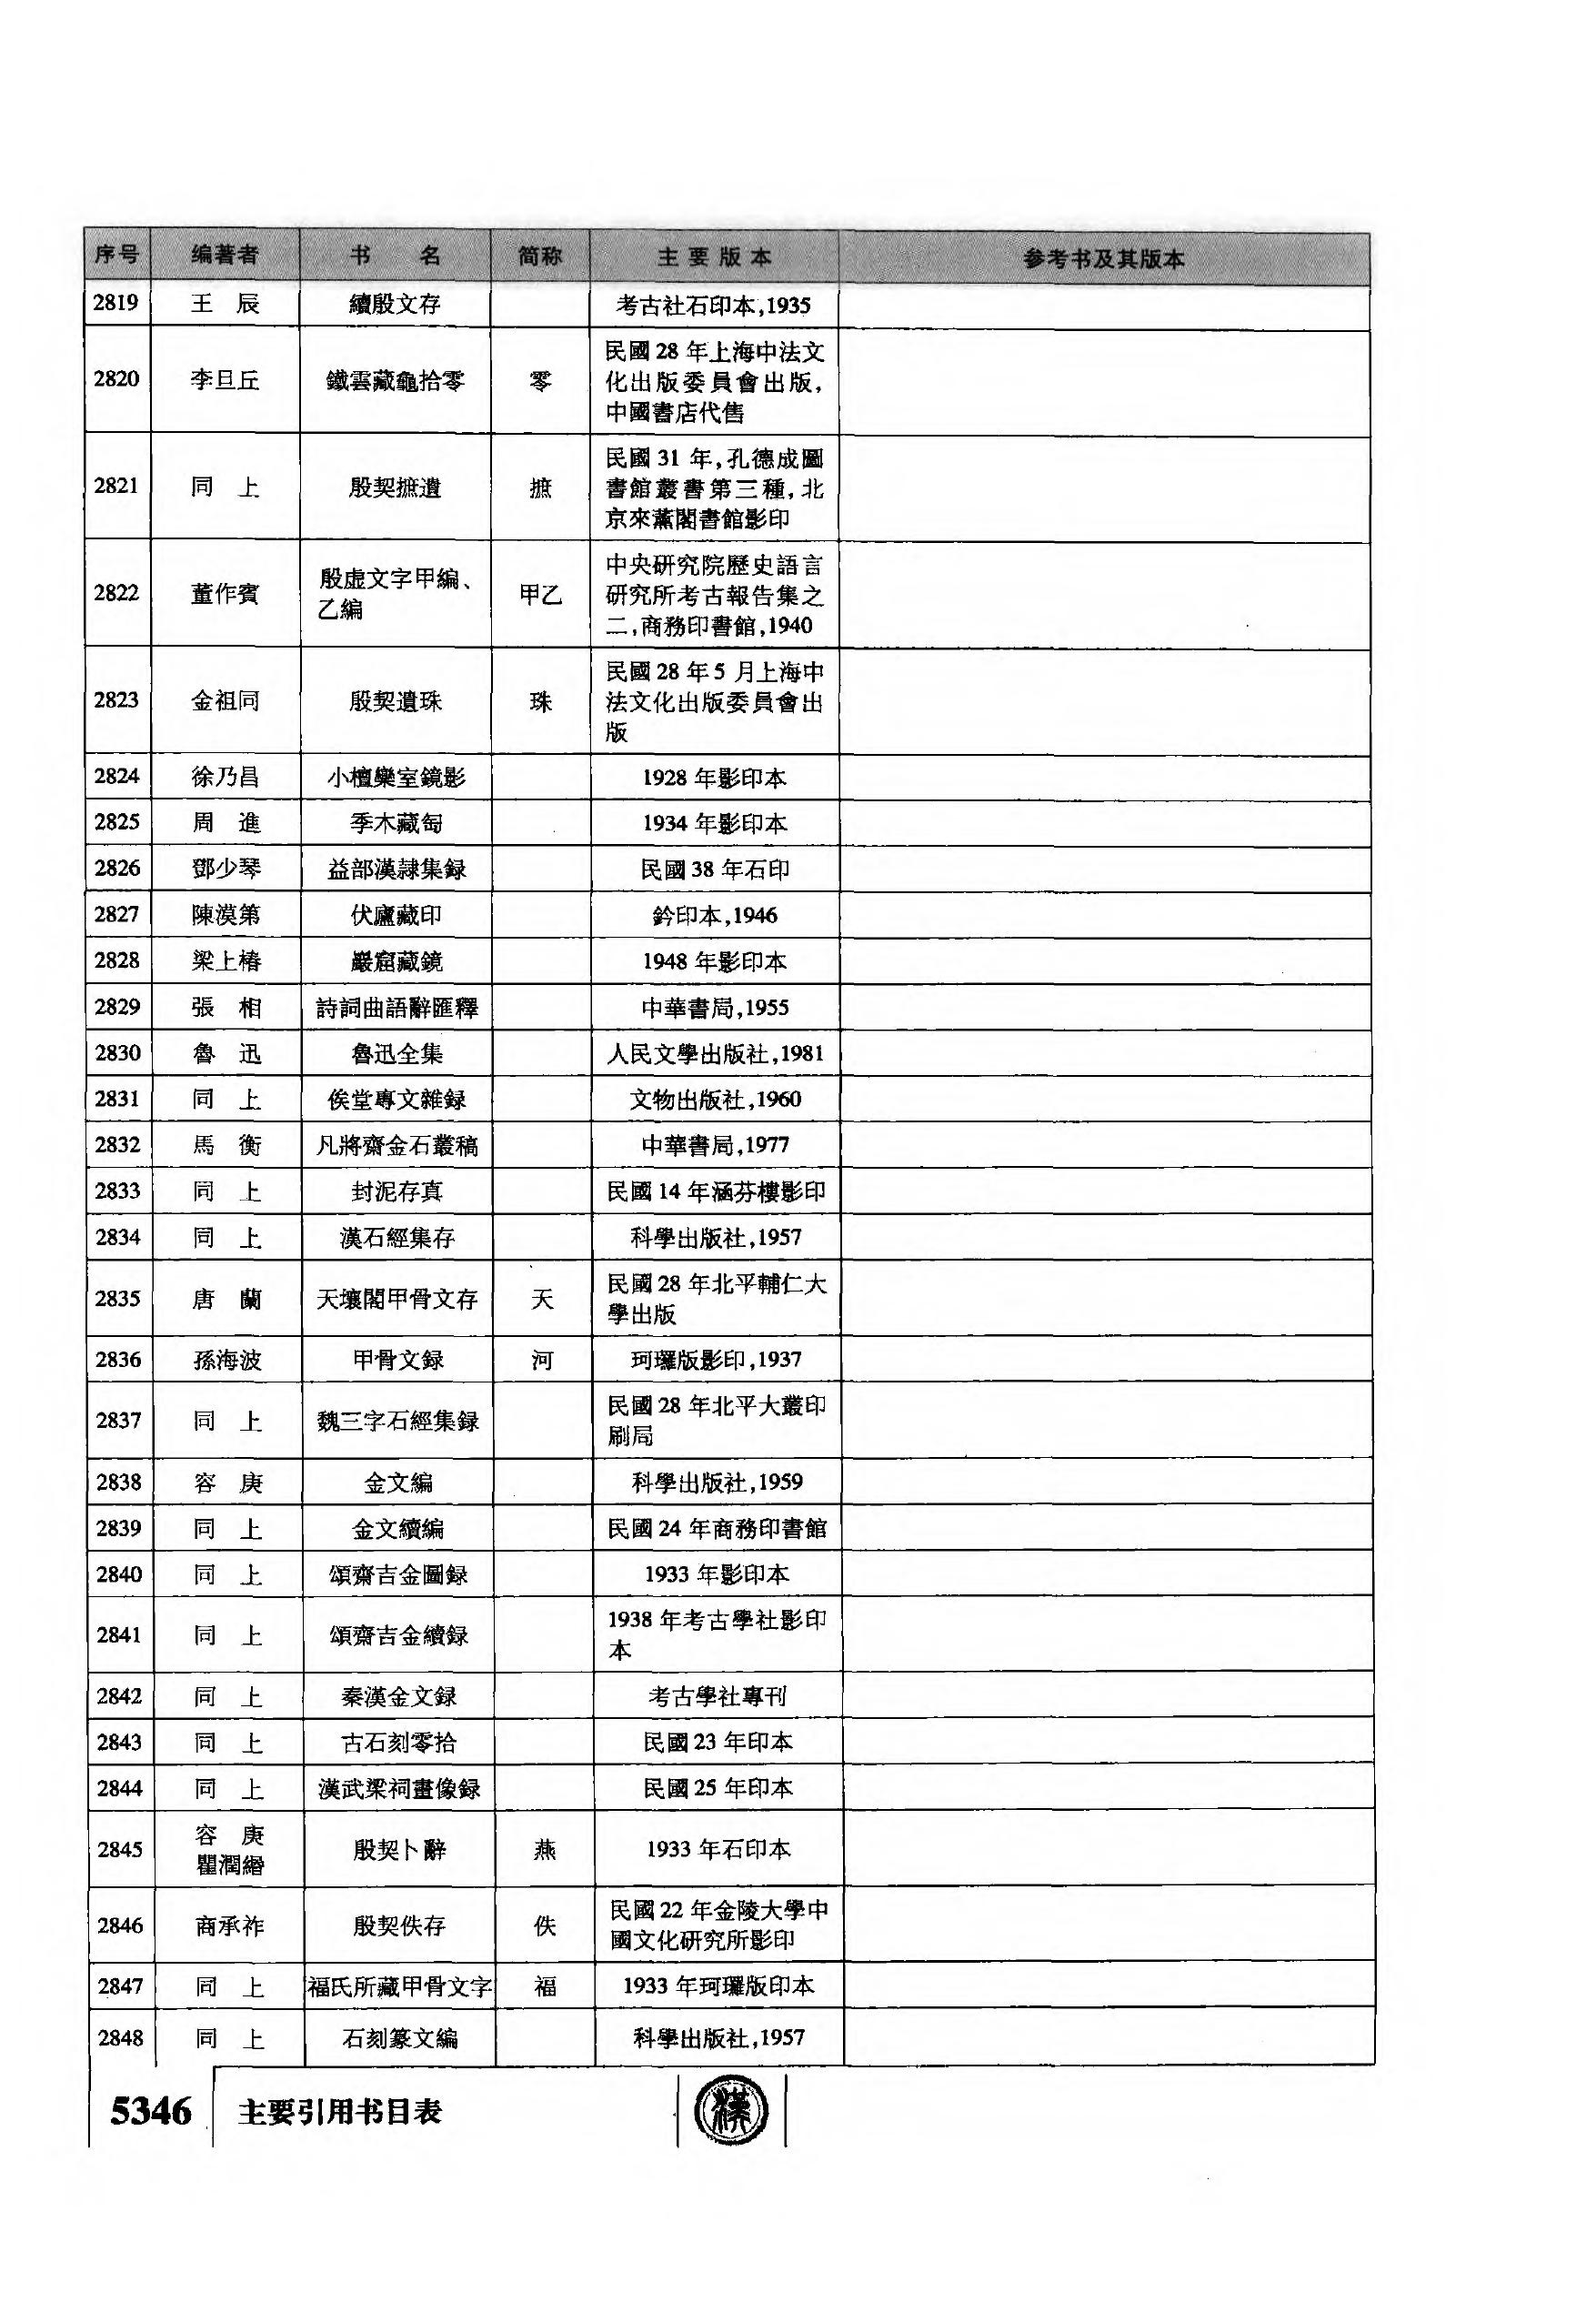 序号 编著者 书名 简称 主要版本 参考书及其版本
2819 王辰 續殷文存 考古社石印本,1935
2820 李旦丘 鐵雲藏龜拾零 零 民國28年上海中法文
化出版委員會出版,
中國書店代售
2821 同上 殷契摭遺 摭 民國31年,孔德成圖
書館叢書第三種,北
京來薰閣書館影印
2822 董作賓 殷虚文字甲編、
乙編 甲乙 中央研究院歷史語言
研究所考古報告集之
二,商務印書館,1940
2823 金祖同 殷契遺珠 珠 民國28年5月上海中
法文化出版委員會出
版
2824 徐乃昌 小檀欒室鏡影 1928年影印本
2825 周進 季木藏匋 1934年影印本
2826 鄧少琴 益部漢隸集録 民國38年石印
2827 陳漢第 伏廬藏印 鈐印本,1946
2828 梁上椿 巖窟藏鏡 1948年影印本
2829 張相 詩詞曲語辭匯釋 中華書局,1955
2830 魯迅 魯迅全集 人民文學出版社,1981
2831 同上 俟堂專文雜録 文物出版社,1960
2832 馬衡 凡將齋金石叢稿 中華書局,1977
2833 同上 封泥存真 民國14年涵芬樓影印
2834 同上 漢石經集存 科學出版社,1957
2835 唐蘭 天壤閣甲骨文存 天 民國28年北平輔仁大
學出版
2836 孫海波 甲骨文録 河 珂瓓版影印,1937
2837 同上 魏三字石經集録 民國28年北平大叢印
刷局
2838 容庚 金文編 科學出版社,1959
2839 同上 金文續編 民國24年商務印書館
2840 同上 頌齋吉金圖録 1933年影印本
2841 同上 頌齋吉金續録 1938年考古學社影印
本
2842 同上 秦漢金文録 考古學社專刊
2843 同上 古石刻零拾 民國23年印本
2844 同上 漢武梁祠畫像録 民國25年印本
2845 容庚
瞿潤緡 殷契卜辭 燕 1933年石印本
2846 商承祚 殷契佚存 佚 民國22年金陵大學中
國文化研究所影印
2847 同上 福氏所藏甲骨文字 福 1933年珂瓓版印本
2848 同上 石刻篆文編 科學出版社,1957
5346 主要引用书目表 漢